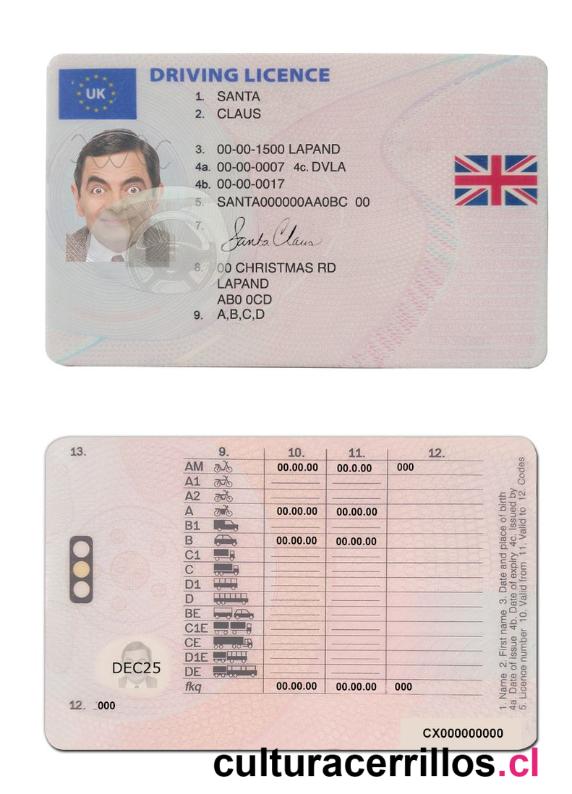 UK
DRIVING LICENCE
1. SANTA
2. CLAUS
3. 00-00-1500 LAPAND
4a. 00-00-0007 4c. DVLA
4b. 00-00-0017
5. SANTA000000AA0BC 00
7. Santa Claus
8. 00 CHRISTMAS RD
LAPAND
AB0 0CD
9. A,B,C,D
13. 9. 10. 11. 12.
AM 00.00.00 00.0.00 000
A1
A2
A 00.00.00 00.00.00
B1
B 00.00.00 00.00.00
C1
C
D1
D
BE
C1E
CE
D1E
DE
fkq 00.00.00 00.00.00 000
DEC25
12. 000
1. Name 2. First name 3. Date and place of birth
4a Date of issue 4b. Date of expiry 4c. Issued by
5. Licence number 10. Valid from 11. Valid to 12. Codes
CX000000000
culturacerrillos.cl